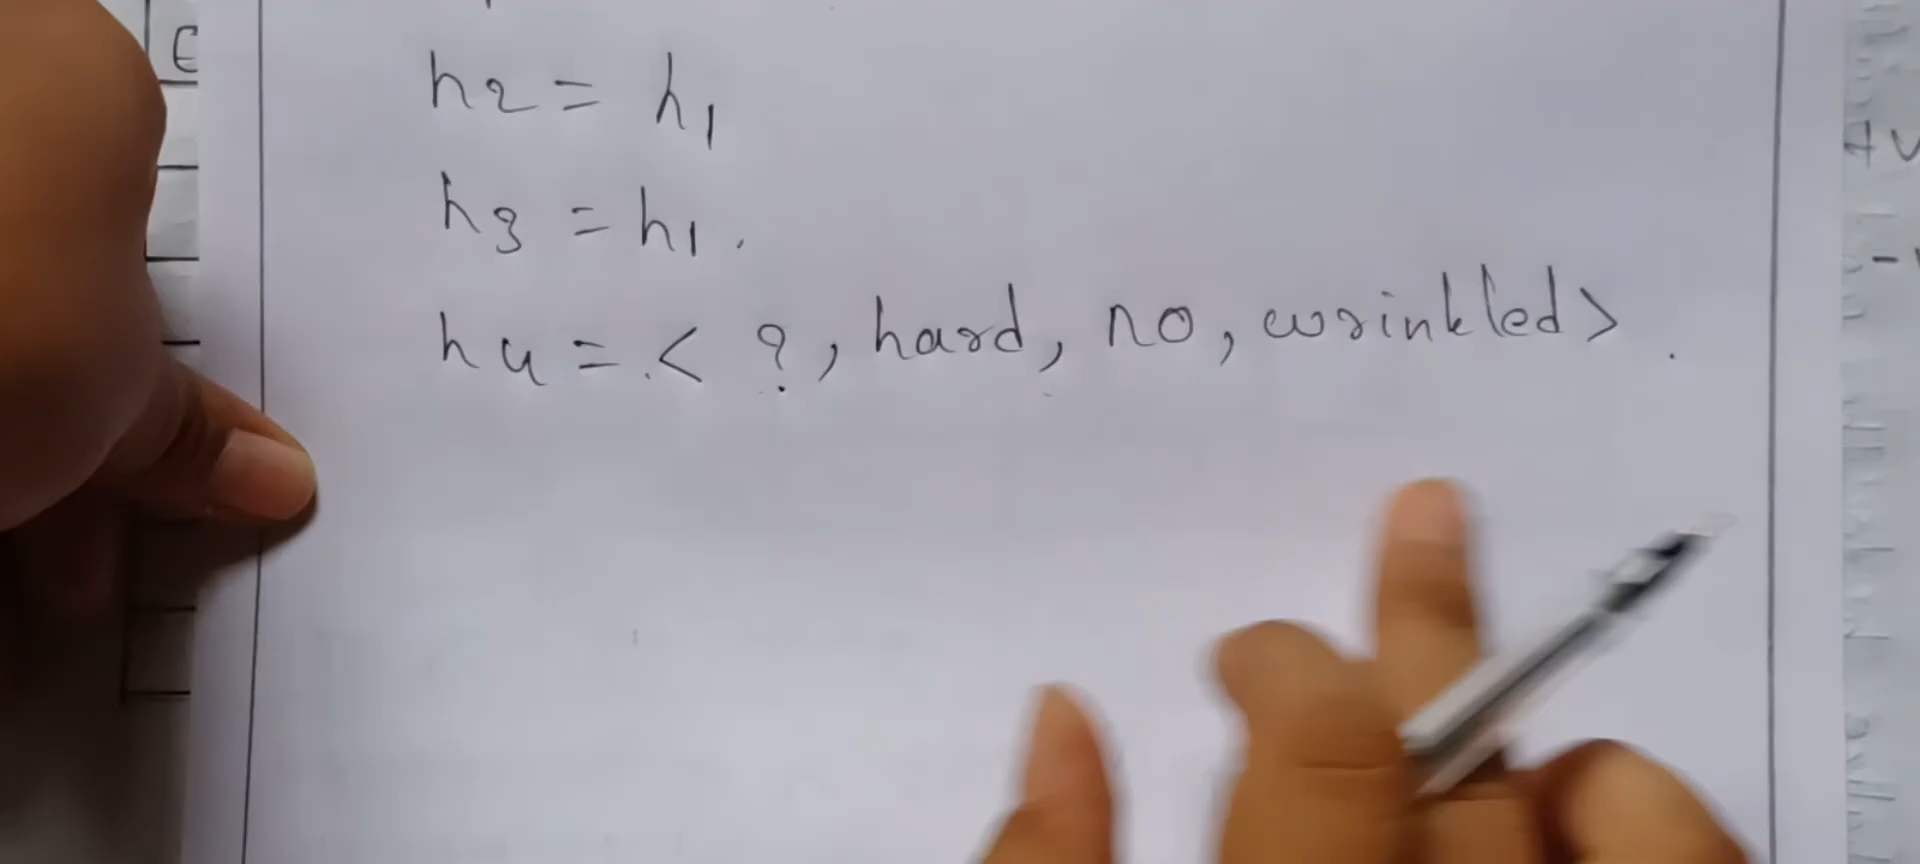 E
h2 = h1
h3 = h1.
h4 = < ?, hard, no, wrinkled> .